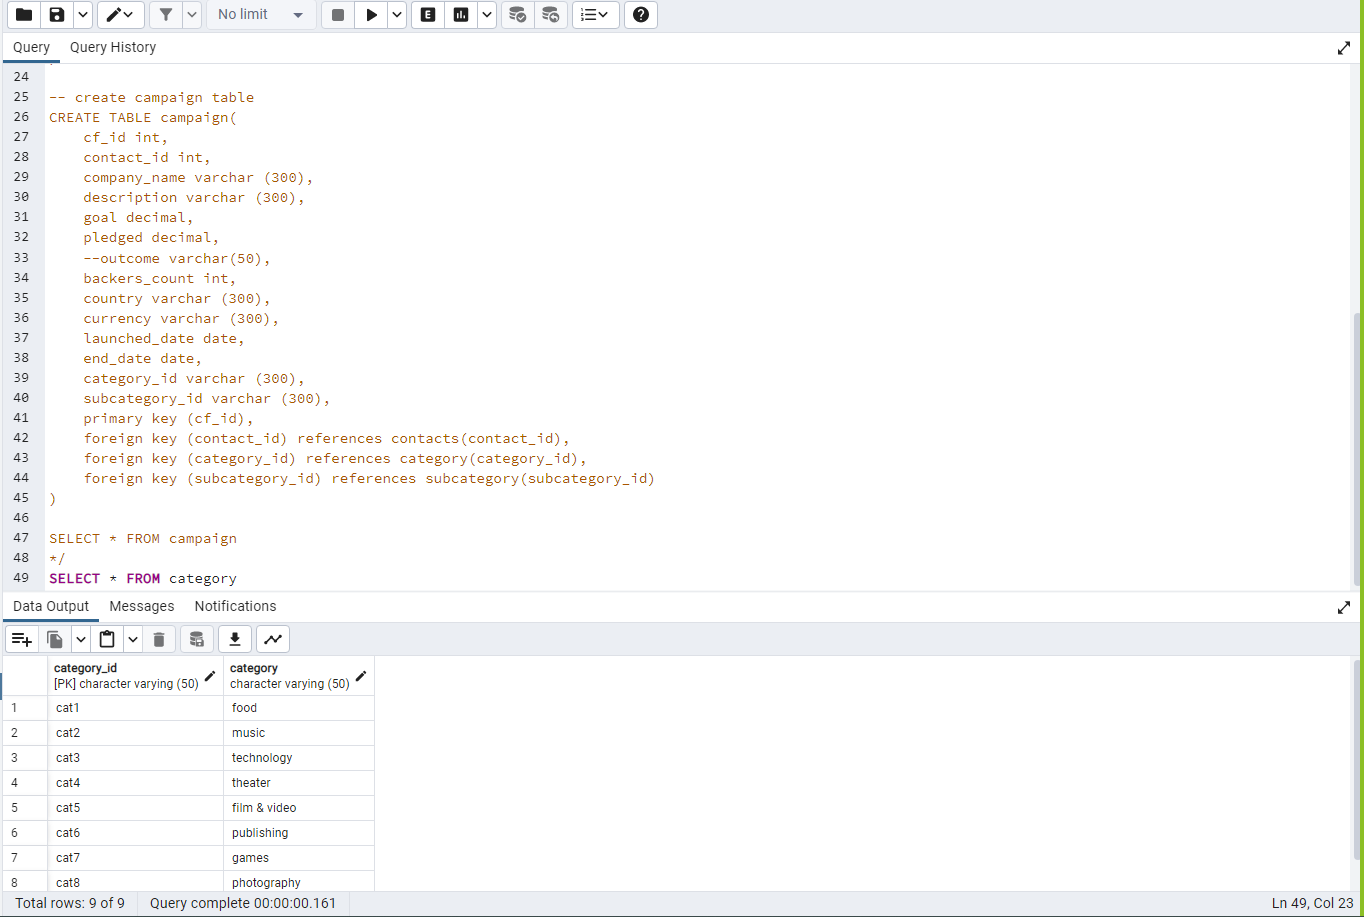 No limit
E
Query Query History
24
25 -- create campaign table
26 CREATE TABLE campaign(
27 cf_id int,
28 contact_id int,
29 company_name varchar (300),
30 description varchar (300),
31 goal decimal,
32 pledged decimal,
33 --outcome varchar(50),
34 backers_count int,
35 country varchar (300),
36 currency varchar (300),
37 launched_date date,
38 end_date date,
39 category_id varchar (300),
40 subcategory_id varchar (300),
41 primary key (cf_id),
42 foreign key (contact_id) references contacts(contact_id),
43 foreign key (category_id) references category(category_id),
44 foreign key (subcategory_id) references subcategory(subcategory_id)
45 )
46
47 SELECT * FROM campaign
48 */
49 SELECT * FROM category
Data Output Messages Notifications
category_id category
[PK] character varying (50) character varying (50)
1 cat1 food
2 cat2 music
3 cat3 technology
4 cat4 theater
5 cat5 film & video
6 cat6 publishing
7 cat7 games
8 cat8 photography
Total rows: 9 of 9 Query complete 00:00:00.161 Ln 49, Col 23